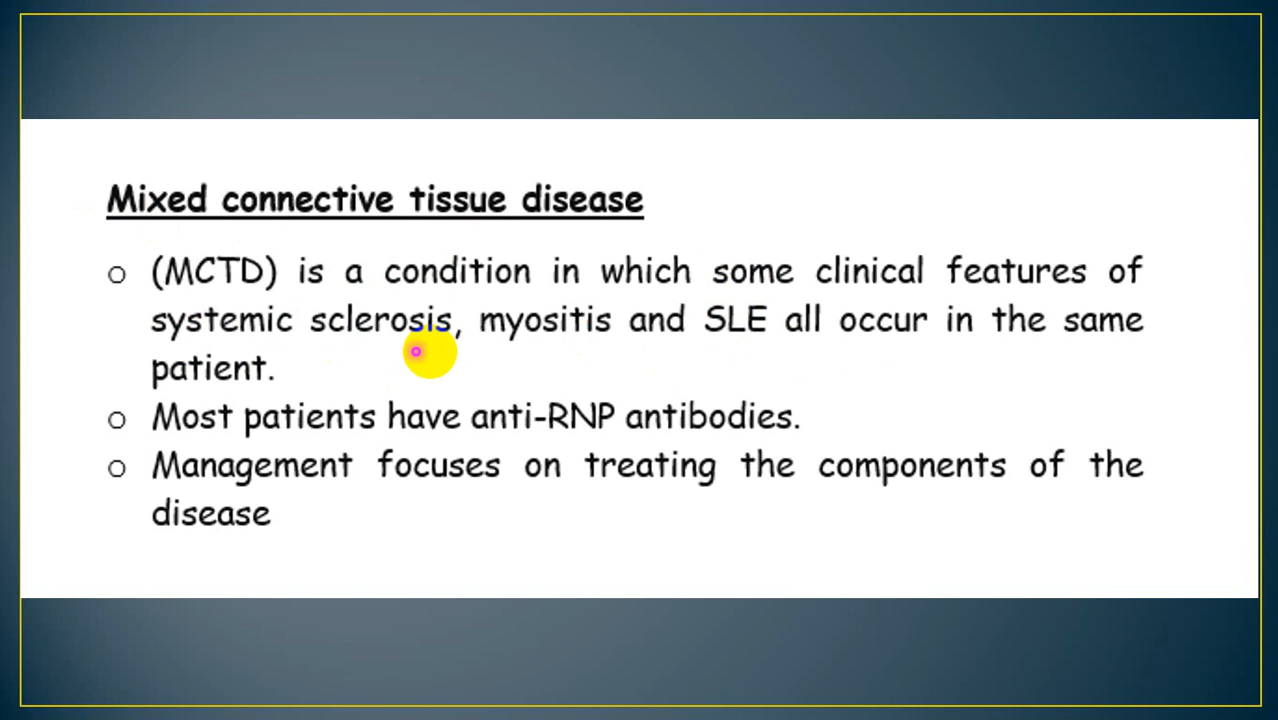 Mixed connective tissue disease
o (MCTD) is a condition in which some clinical features of
systemic sclerosis, myositis and SLE all occur in the same
patient.
o Most patients have anti-RNP antibodies.
o Management focuses on treating the components of the
disease